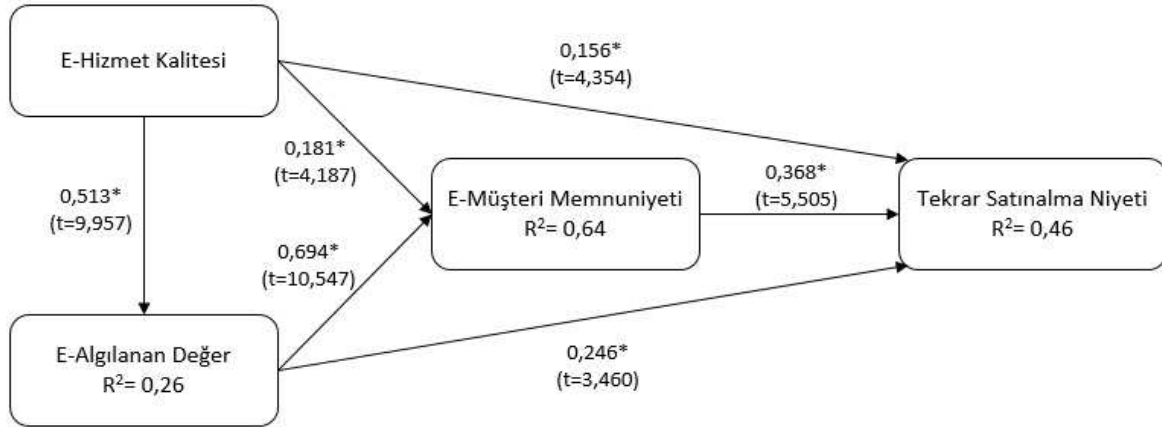 E-Hizmet Kalitesi
0,156*
(t=4,354)
0,181*
(t=4,187)
0,513*
(t=9,957)
E-Müşteri Memnuniyeti
R²= 0,64
0,368*
(t=5,505)
Tekrar Satınalma Niyeti
R²= 0,46
0,694*
(t=10,547)
E-Algılanan Değer
R²= 0,26
0,246*
(t=3,460)